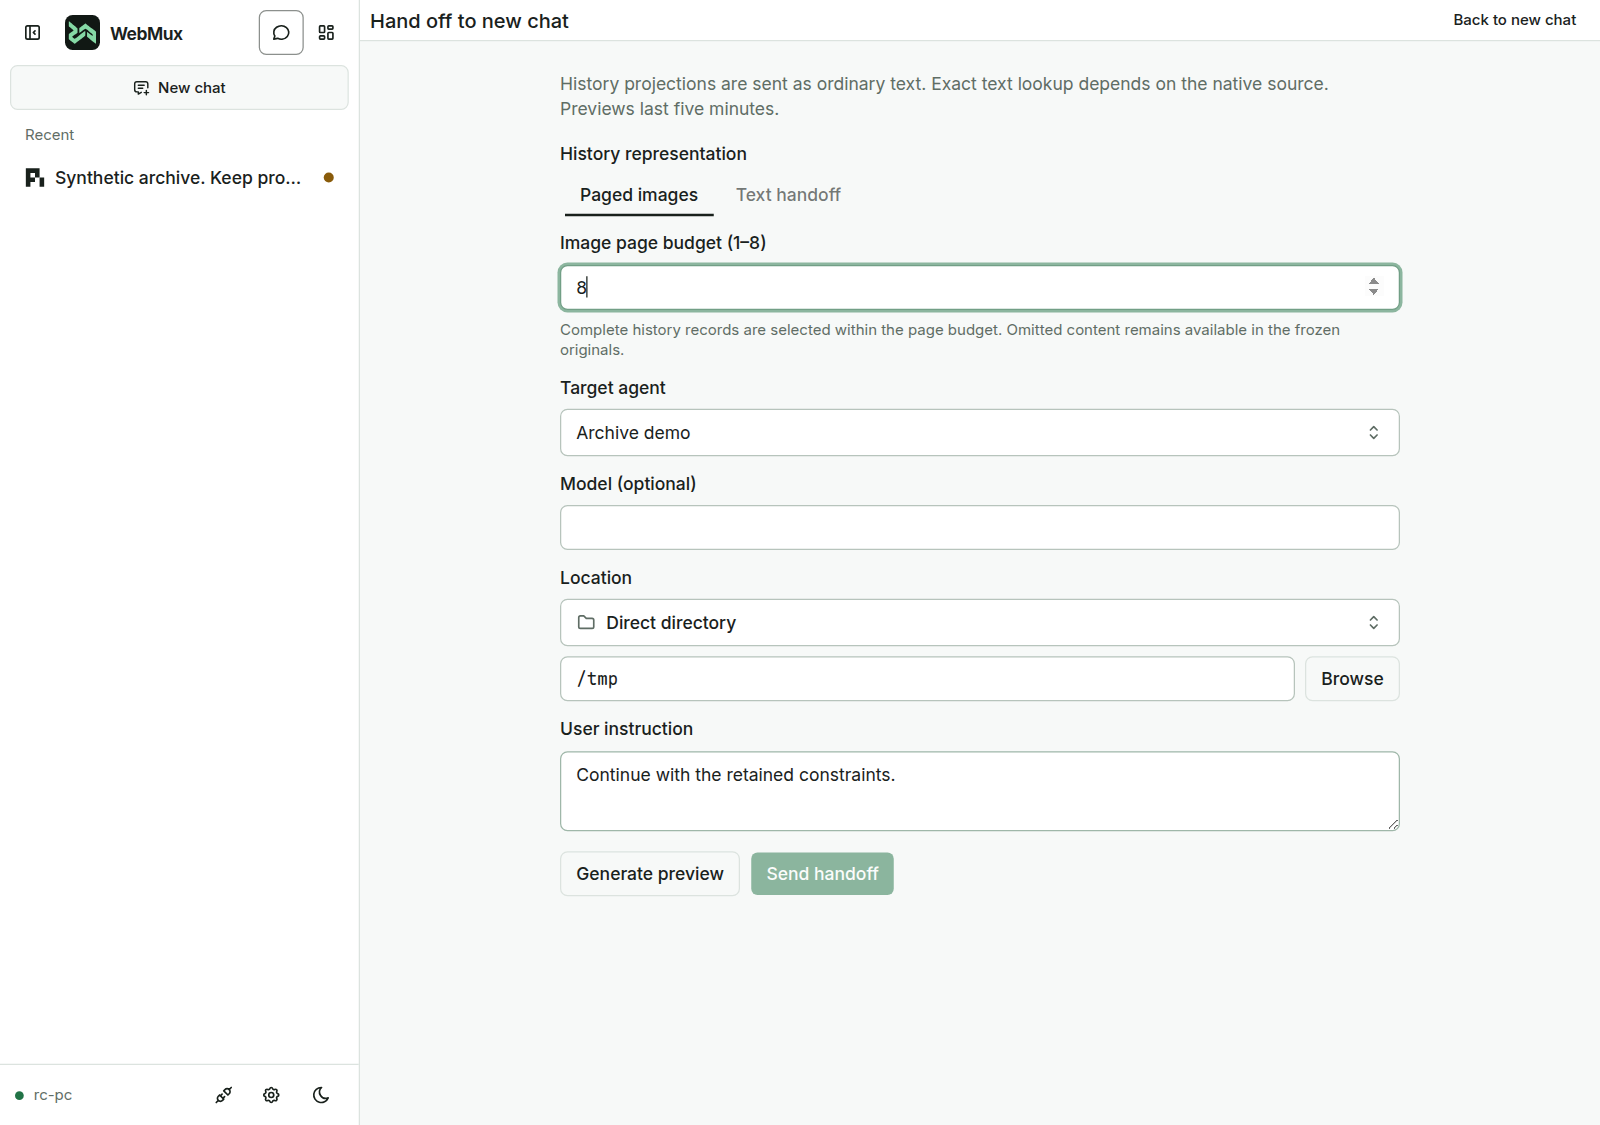 WebMux
New chat
Recent
Synthetic archive. Keep pro...
rc-pc
Hand off to new chat
Back to new chat
History projections are sent as ordinary text. Exact text lookup depends on the native source.
Previews last five minutes.
History representation
Paged images
Text handoff
Image page budget (1–8)
8
Complete history records are selected within the page budget. Omitted content remains available in the frozen
originals.
Target agent
Archive demo
Model (optional)
Location
Direct directory
/tmp
Browse
User instruction
Continue with the retained constraints.
Generate preview
Send handoff